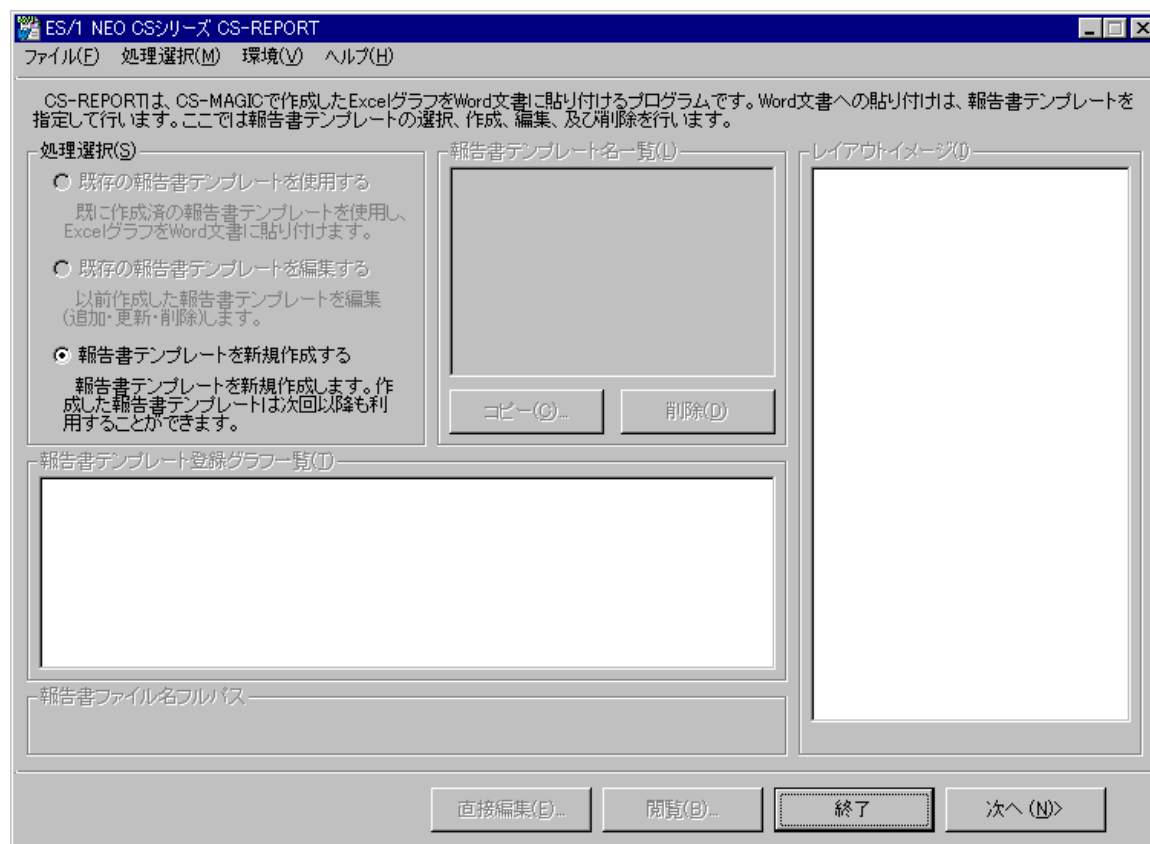 ES/1 NEO CSシリーズ CS-REPORT
ファイル(F) 処理選択(M) 環境(V) ヘルプ(H)
CS-REPORTは、CS-MAGICで作成したExcelグラフをWord文書に貼り付けるプログラムです。Word文書への貼り付けは、報告書テンプレートを
指定して行います。ここでは報告書テンプレートの選択、作成、編集、及び削除を行います。
処理選択(S)
既存の報告書テンプレートを使用する
既に作成済の報告書テンプレートを使用し、
ExcelグラフをWord文書に貼り付けます。
既存の報告書テンプレートを編集する
以前作成した報告書テンプレートを編集
(追加・更新・削除)します。
報告書テンプレートを新規作成する
報告書テンプレートを新規作成します。作
成した報告書テンプレートは次回以降も利
用することができます。
報告書テンプレート名一覧(L)
コピー(C)... 削除(D)
レイアウトイメージ(I)
報告書テンプレート登録グラフ一覧(T)
報告書ファイル名フルパス
直接編集(E)... 閲覧(B)... 終了 次へ(N)>